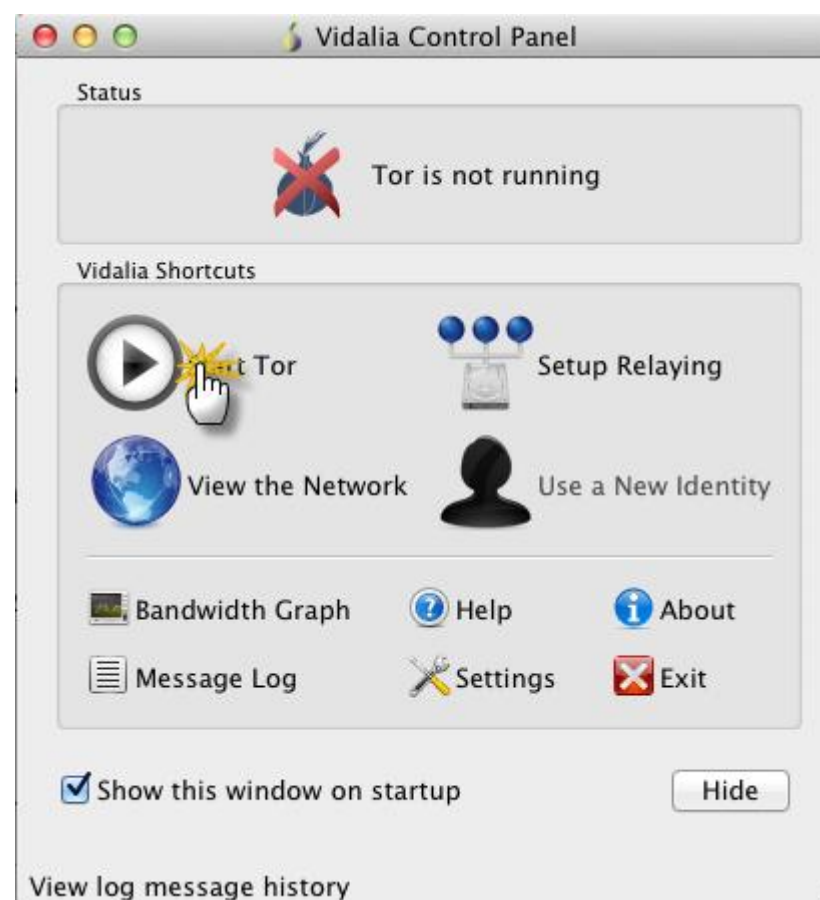 Vidalia Control Panel
Status
Tor is not running
Vidalia Shortcuts
Tor
Setup Relaying
View the Network
Use a New Identity
Bandwidth Graph
Help
About
Message Log
Settings
Exit
Show this window on startup
Hide
View log message history